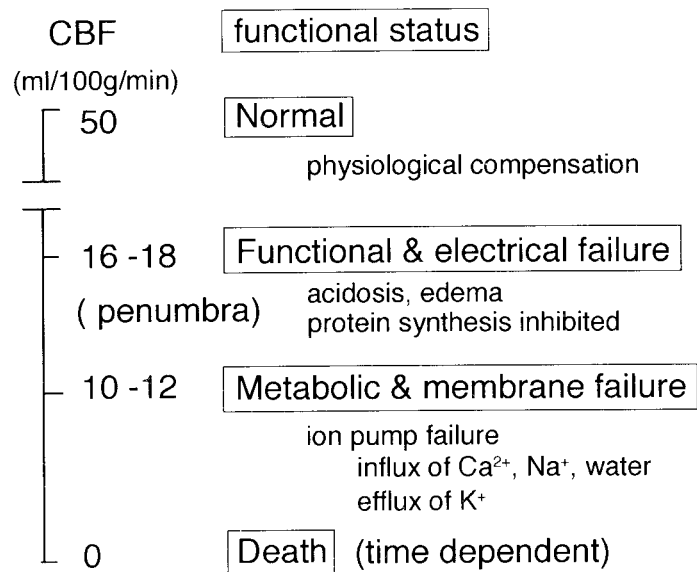 CBF functional status
(ml/100g/min)
50 Normal
physiological compensation
16 -18 Functional & electrical failure
( penumbra) acidosis, edema
protein synthesis inhibited
10 -12 Metabolic & membrane failure
ion pump failure
influx of Ca²⁺, Na⁺, water
efflux of K⁺
0 Death (time dependent)